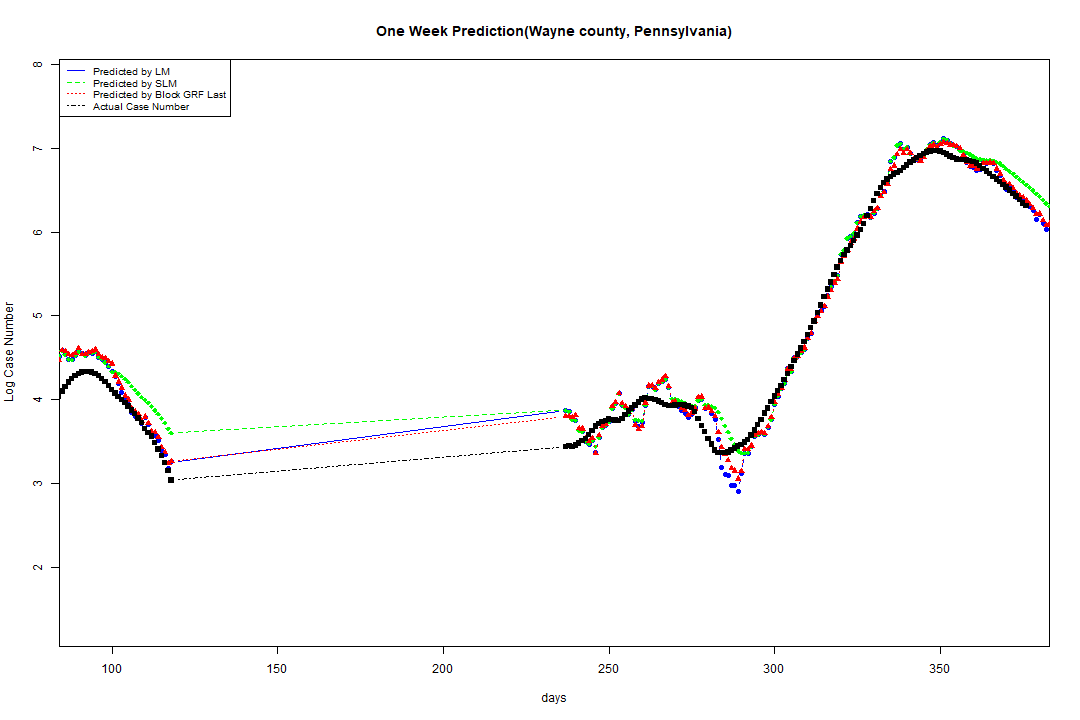 One Week Prediction(Wayne county, Pennsylvania)
Predicted by LM
Predicted by SLM
Predicted by Block GRF Last
Actual Case Number
8
7
6
5
4
3
2
Log Case Number
100 150 200 250 300 350
days